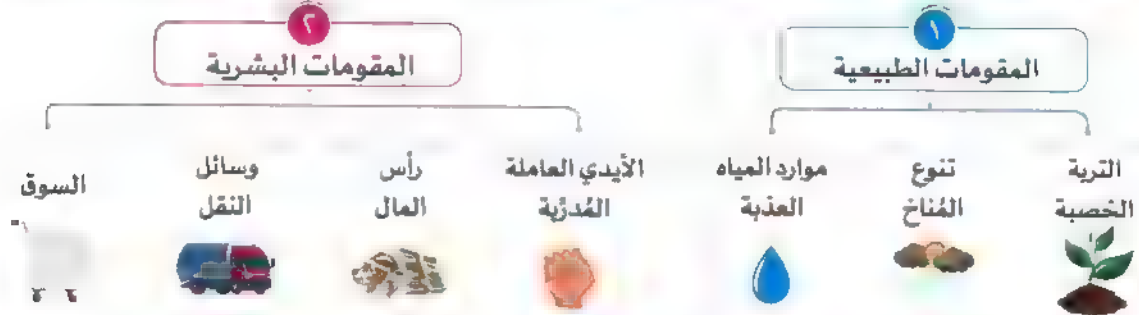 ١
المقومات الطبيعية
التربة
الخصبة
تنوع
المُناخ
موارد المياه
العذبة
٢
المقومات البشرية
الأيدي العاملة
المُدرَّبة
رأس
المال
وسائل
النقل
السوق